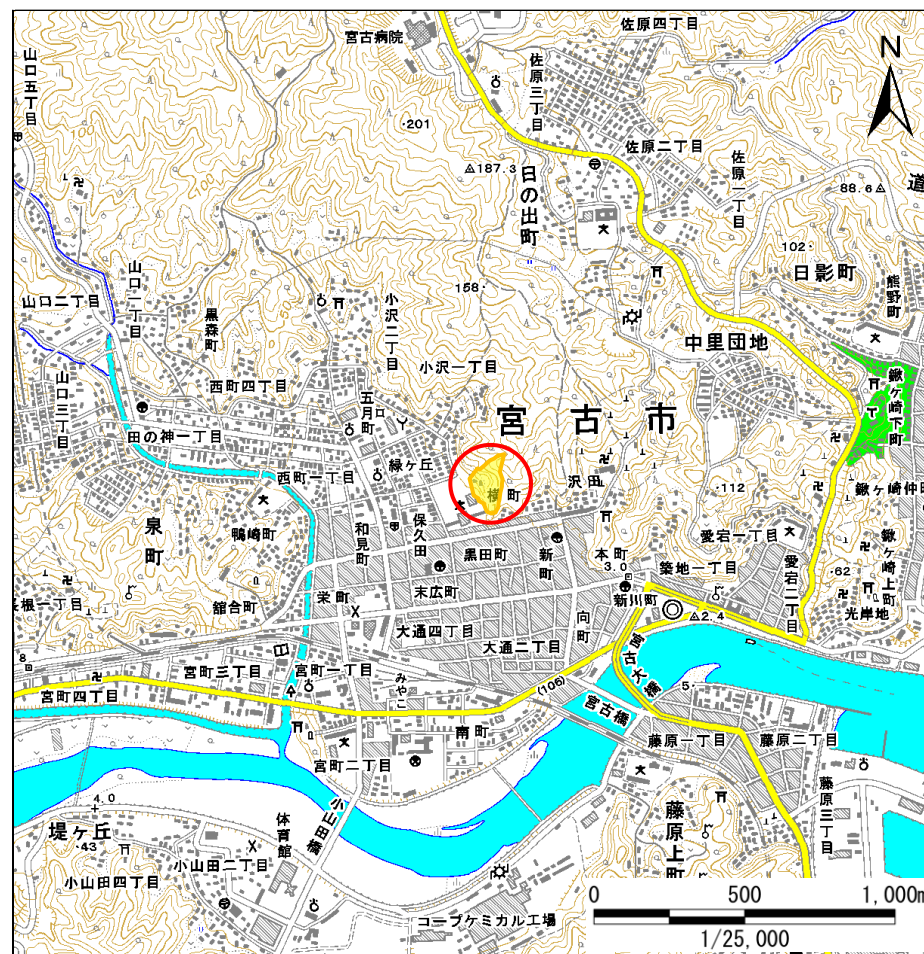 佐原四丁目
宮古病院
山口五丁目
佐原三丁目
N
201
佐原二丁目
佐原一丁目
187.3
日の出町
88.6
道
102
日影町
熊野町
山口一丁目
山口二丁目
158
小沢二丁目
黒森町
中里団地
小沢一丁目
鍬ヶ崎下町
山口三丁目
西町四丁目
五月町
宮古市
田の神一丁目
緑ヶ丘
沢田
西町一丁目
横町
112
鍬ヶ崎仲町
泉町
鴨崎町
和見町
保久田
黒田町
新町
本町
愛宕一丁目
3.0
築地一丁目
愛宕二丁目
鍬ヶ崎上町
62
長根一丁目
舘合町
栄町
末広町
新川町
2.4
光岸地
大通四丁目
向町
大通二丁目
宮古大橋
8
宮町三丁目
宮町一丁目
みやこ
宮町四丁目
(106)
宮古橋
5
南町
藤原一丁目
藤原二丁目
宮町二丁目
4.0
小山田橋
体育館
藤原上町
藤原三丁目
堤ヶ丘
43
小山田二丁目
小山田四丁目
コープケミカル工場
0 500 1,000m
1/25,000